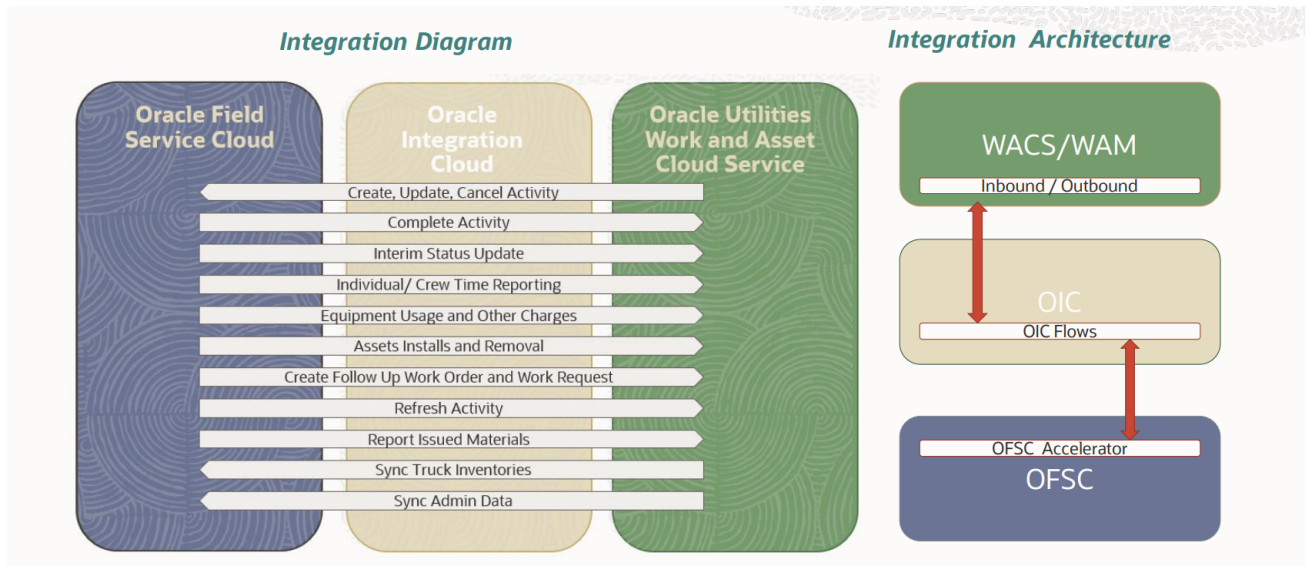 Integration Diagram
Oracle Field
Service Cloud
Oracle
Integration
Cloud
Oracle Utilities
Work and Asset
Cloud Service
Create, Update, Cancel Activity
Complete Activity
Interim Status Update
Individual/ Crew Time Reporting
Equipment Usage and Other Charges
Assets Installs and Removal
Create Follow Up Work Order and Work Request
Refresh Activity
Report Issued Materials
Sync Truck Inventories
Sync Admin Data
Integration Architecture
WACS/WAM
Inbound / Outbound
OIC
OIC Flows
OFSC Accelerator
OFSC